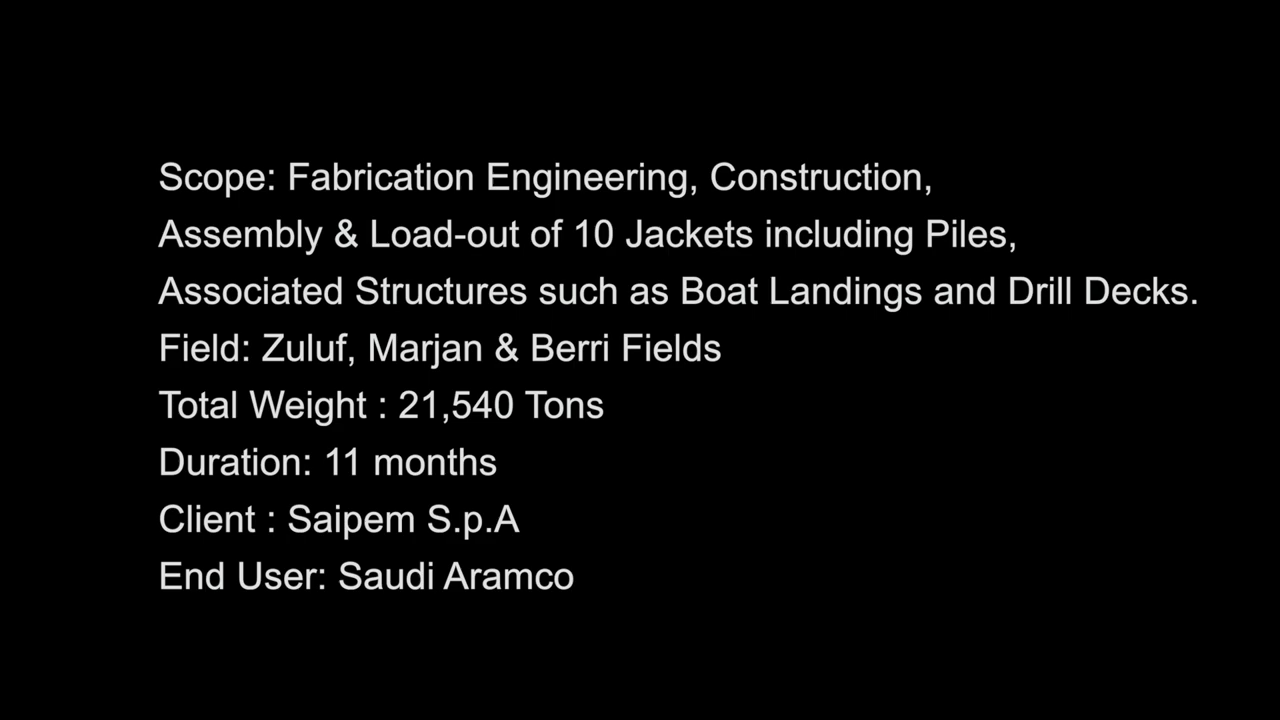 Scope: Fabrication Engineering, Construction,
Assembly & Load-out of 10 Jackets including Piles,
Associated Structures such as Boat Landings and Drill Decks.
Field: Zuluf, Marjan & Berri Fields
Total Weight : 21,540 Tons
Duration: 11 months
Client : Saipem S.p.A
End User: Saudi Aramco